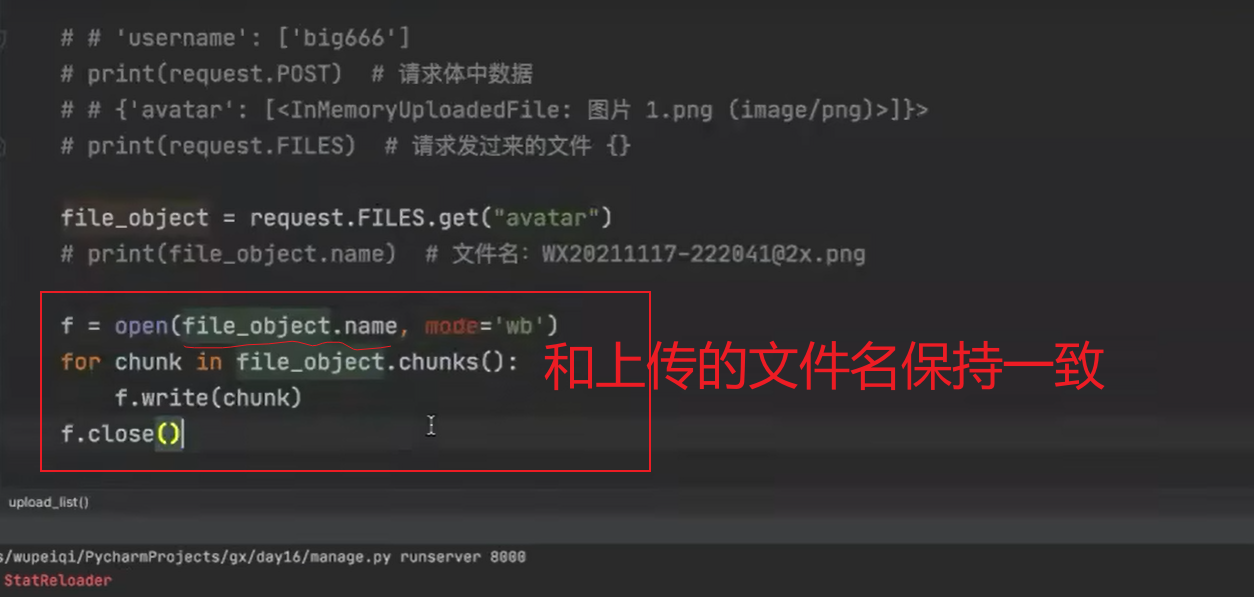 # # 'username': ['big666']
# print(request.POST)  # 请求体中数据
# # {'avatar': [<InMemoryUploadedFile: 图片 1.png (image/png)>]}>
# print(request.FILES)  # 请求发过来的文件 {}
file_object = request.FILES.get("avatar")
# print(file_object.name)  # 文件名：WX20211117-222041@2x.png
f = open(file_object.name, mode='wb')
for chunk in file_object.chunks():
和上传的文件名保持一致
f.write(chunk)
f.close()
upload_list()
s/wupeiqi/PycharmProjects/gx/day16/manage.py runserver 8000
StatReloader